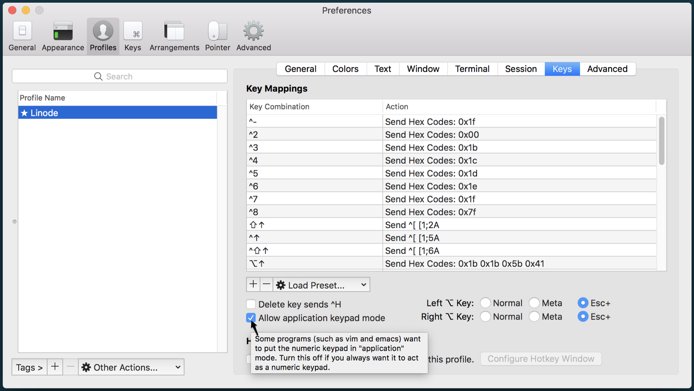 Preferences
General Appearance Profiles Keys Arrangements Pointer Advanced
Search
Profile Name
★ Linode
Tags > + − Other Actions...
General Colors Text Window Terminal Session Keys Advanced
Key Mappings
Key Combination Action
^- Send Hex Codes: 0x1f
^2 Send Hex Codes: 0x00
^3 Send Hex Codes: 0x1b
^4 Send Hex Codes: 0x1c
^5 Send Hex Codes: 0x1d
^6 Send Hex Codes: 0x1e
^7 Send Hex Codes: 0x1f
^8 Send Hex Codes: 0x7f
⇧↑ Send ^[ [1;2A
^↑ Send ^[ [1;5A
^⇧↑ Send ^[ [1;6A
⌥↑ Send Hex Codes: 0x1b 0x1b 0x5b 0x41
+ − Load Preset...
Delete key sends ^H
Allow application keypad mode
Left ⌥ Key: Normal Meta Esc+
Right ⌥ Key: Normal Meta Esc+
H
Some programs (such as vim and emacs) want
to put the numeric keypad in "application"
mode. Turn this off if you always want it to act
as a numeric keypad.
this profile. Configure Hotkey Window